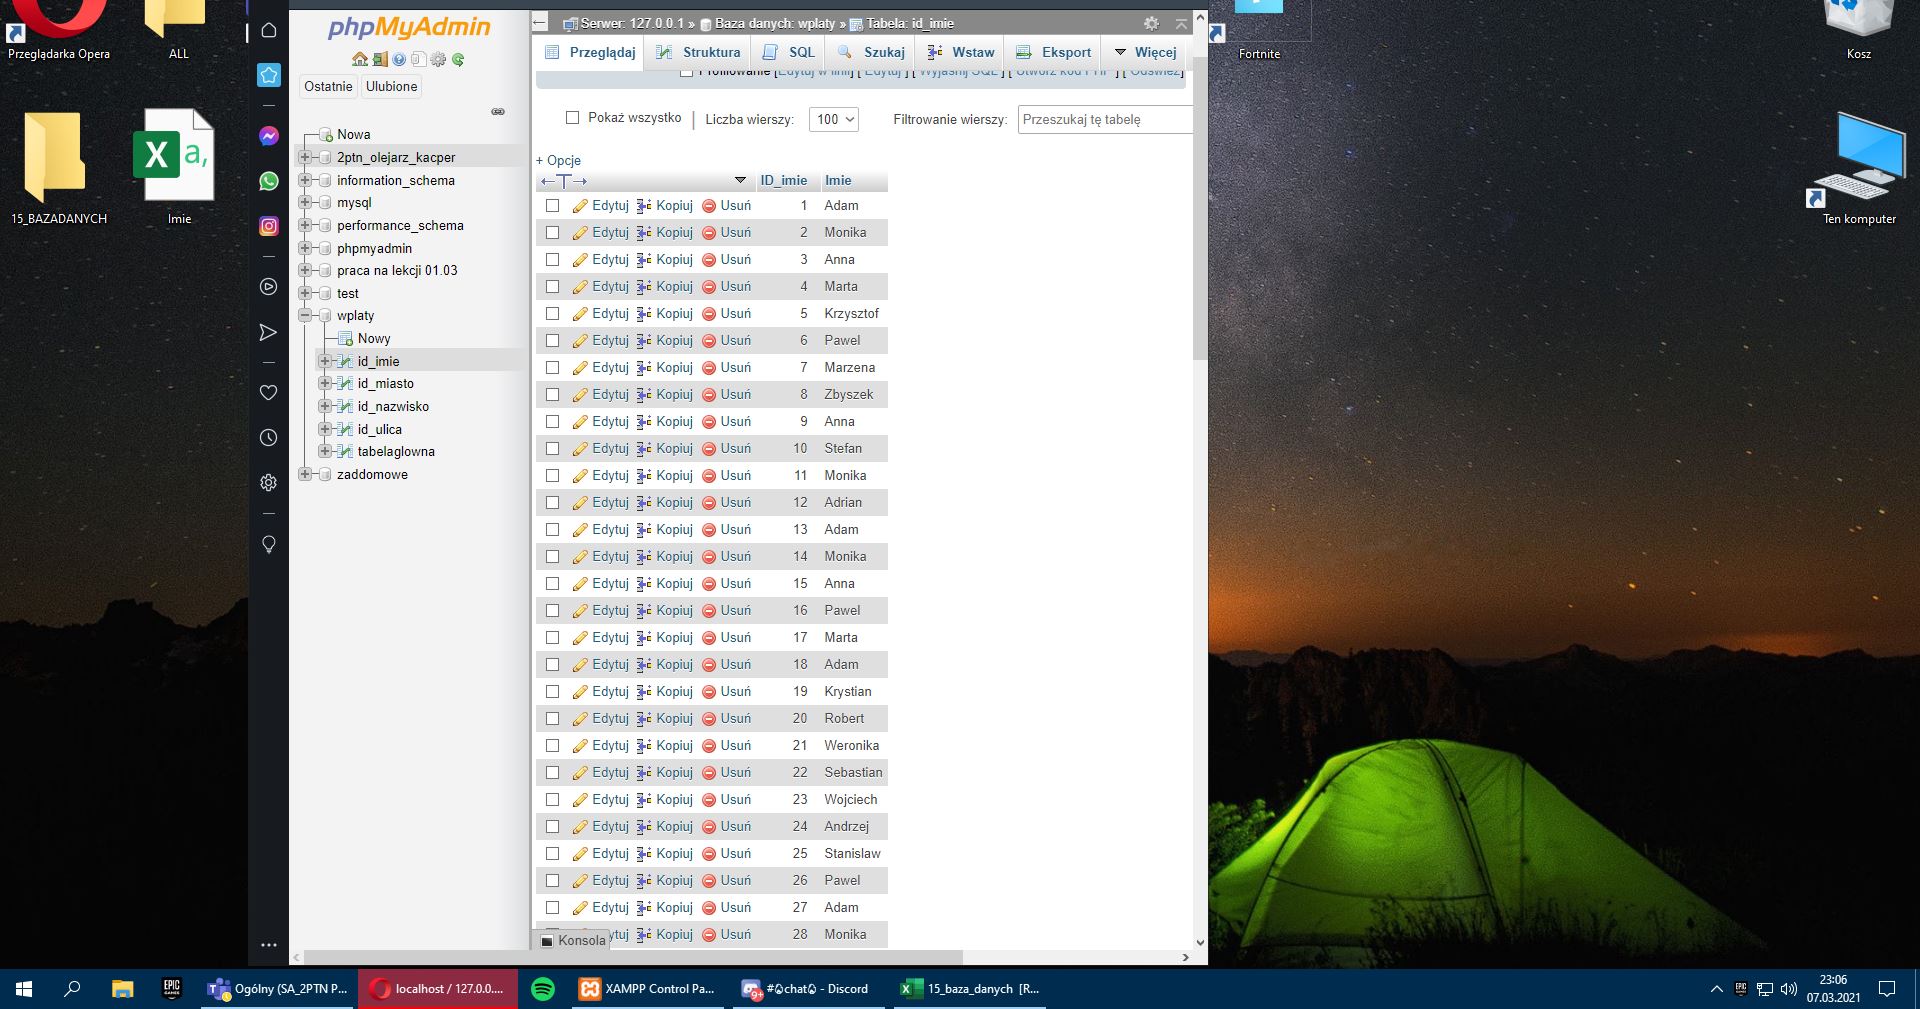 Przeglądarka Opera
ALL
15_BAZADANYCH
Imie
phpMyAdmin
Ostatnie
Ulubione
Nowa
2ptn_olejarz_kacper
information_schema
mysql
performance_schema
phpmyadmin
praca na lekcji 01.03
test
wplaty
Nowy
id_imie
id_miasto
id_nazwisko
id_ulica
tabelaglowna
zaddomowe
Serwer: 127.0.0.1 » Baza danych: wplaty » Tabela: id_imie
Przeglądaj Struktura SQL Szukaj Wstaw Eksport Więcej
Profilowanie [Edytuj w linii] [ Edytuj ] [ Wyjaśnij SQL ] [ Utwórz kod PHP ] [ Odśwież]
Pokaż wszystko | Liczba wierszy: 100 Filtrowanie wierszy: Przeszukaj tę tabelę
+ Opcje
←T→ ID_imie Imie
Edytuj Kopiuj Usuń 1 Adam
Edytuj Kopiuj Usuń 2 Monika
Edytuj Kopiuj Usuń 3 Anna
Edytuj Kopiuj Usuń 4 Marta
Edytuj Kopiuj Usuń 5 Krzysztof
Edytuj Kopiuj Usuń 6 Pawel
Edytuj Kopiuj Usuń 7 Marzena
Edytuj Kopiuj Usuń 8 Zbyszek
Edytuj Kopiuj Usuń 9 Anna
Edytuj Kopiuj Usuń 10 Stefan
Edytuj Kopiuj Usuń 11 Monika
Edytuj Kopiuj Usuń 12 Adrian
Edytuj Kopiuj Usuń 13 Adam
Edytuj Kopiuj Usuń 14 Monika
Edytuj Kopiuj Usuń 15 Anna
Edytuj Kopiuj Usuń 16 Pawel
Edytuj Kopiuj Usuń 17 Marta
Edytuj Kopiuj Usuń 18 Adam
Edytuj Kopiuj Usuń 19 Krystian
Edytuj Kopiuj Usuń 20 Robert
Edytuj Kopiuj Usuń 21 Weronika
Edytuj Kopiuj Usuń 22 Sebastian
Edytuj Kopiuj Usuń 23 Wojciech
Edytuj Kopiuj Usuń 24 Andrzej
Edytuj Kopiuj Usuń 25 Stanislaw
Edytuj Kopiuj Usuń 26 Pawel
Edytuj Kopiuj Usuń 27 Adam
ytuj Kopiuj Usuń 28 Monika
Konsola
Fortnite
Kosz
Ten komputer
EPIC GAMES
Ogólny (SA_2PTN P...
localhost / 127.0.0....
XAMPP Control Pa...
9+
#♤chat♤ - Discord
15_baza_danych [R...
23:06
07.03.2021